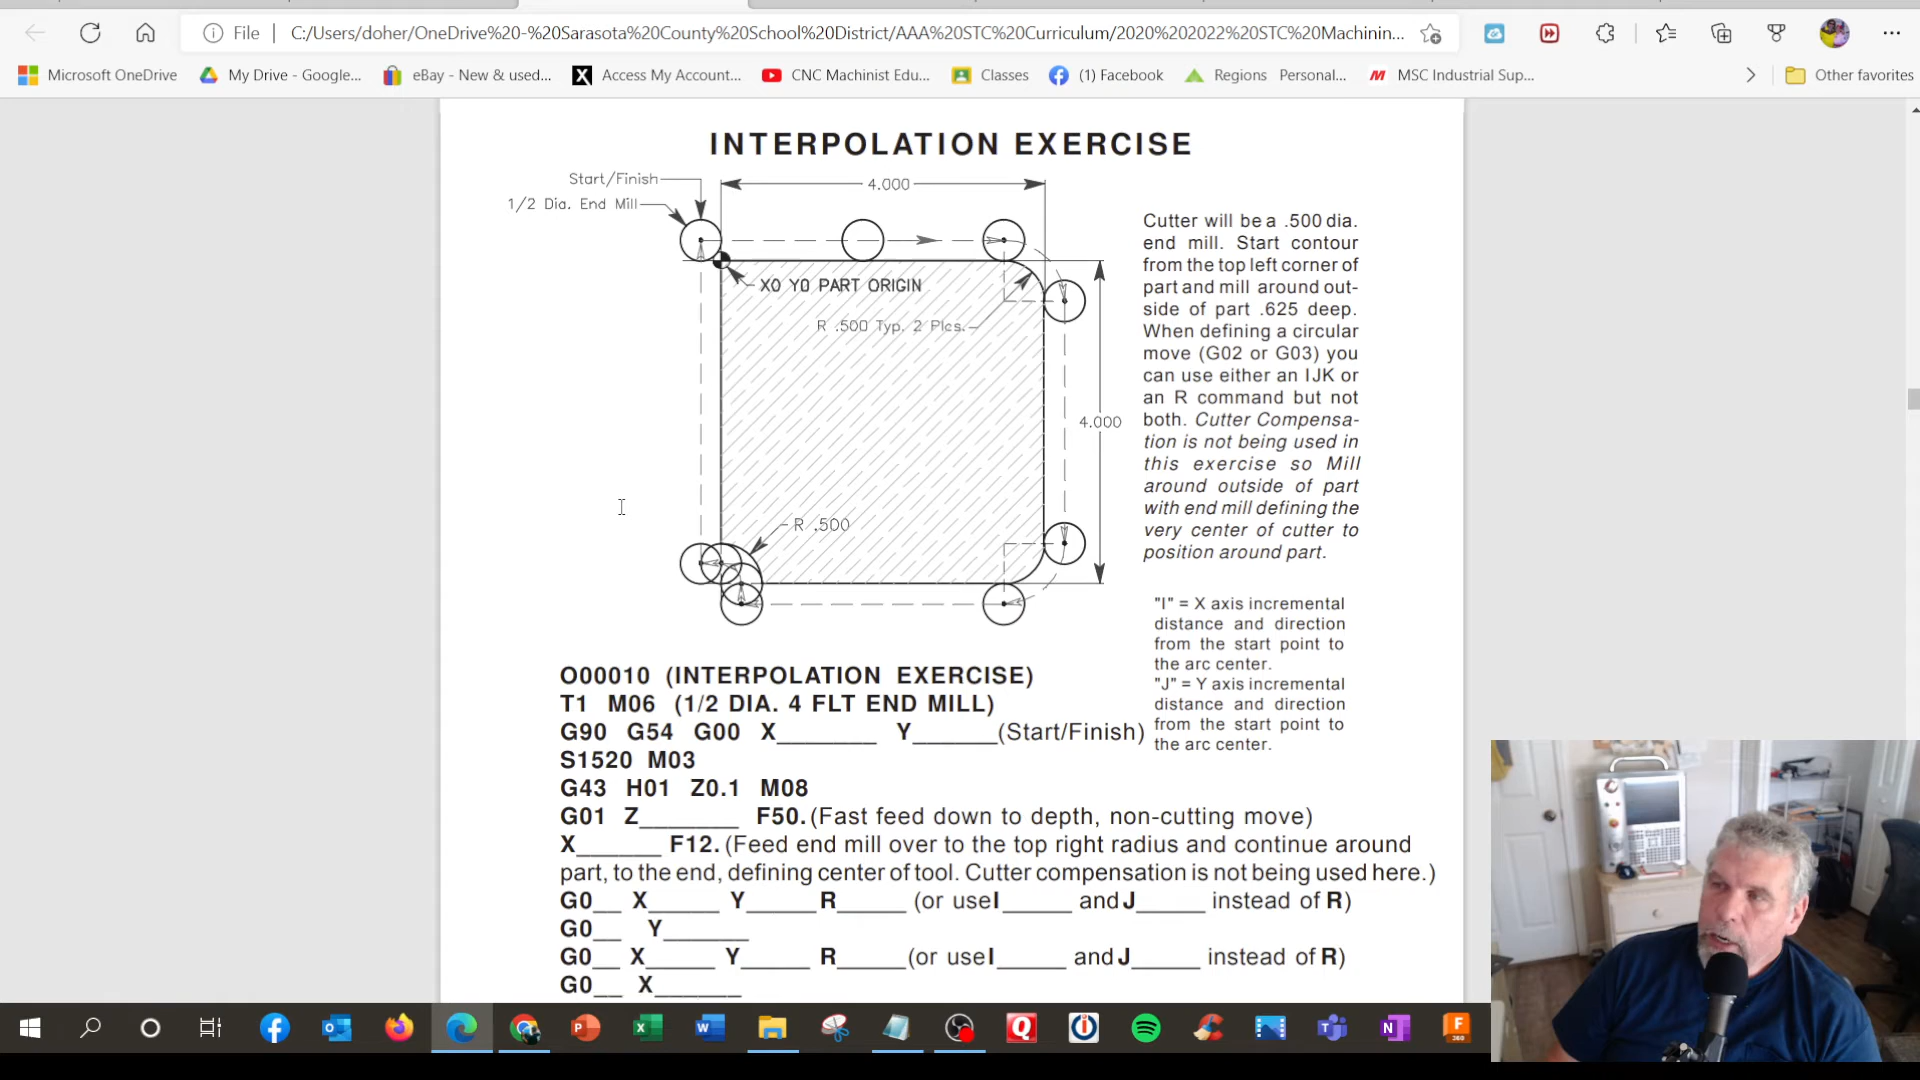 File
C:/Users/doher/OneDrive%20-%20Sarasota%20County%20School%20District/AAA%20STC%20Curriculum/2020%202022%20STC%20Machinin...
Microsoft OneDrive
My Drive - Google...
eBay - New & used...
Access My Account...
CNC Machinist Edu...
Classes
(1) Facebook
Regions Personal...
MSC Industrial Sup...
Other favorites
INTERPOLATION EXERCISE
Start/Finish
1/2 Dia. End Mill
4.000
X0 Y0 PART ORIGIN
R .500 Typ. 2 Plcs.
4.000
R .500
Cutter will be a .500 dia.
end mill. Start contour
from the top left corner of
part and mill around out-
side of part .625 deep.
When defining a circular
move (G02 or G03) you
can use either an IJK or
an R command but not
both. Cutter Compensa-
tion is not being used in
this exercise so Mill
around outside of part
with end mill defining the
very center of cutter to
position around part.
"I" = X axis incremental
distance and direction
from the start point to
the arc center.
"J" = Y axis incremental
distance and direction
from the start point to
the arc center.
O00010 (INTERPOLATION EXERCISE)
T1 M06 (1/2 DIA. 4 FLT END MILL)
G90 G54 G00 X_______ Y______(Start/Finish)
S1520 M03
G43 H01 Z0.1 M08
G01 Z_______ F50.(Fast feed down to depth, non-cutting move)
X______ F12.(Feed end mill over to the top right radius and continue around
part, to the end, defining center of tool. Cutter compensation is not being used here.)
G0__ X_____ Y_____R_____ (or use I_____ and J_____ instead of R)
G0__ Y______
G0__ X_____ Y_____ R_____(or use I_____ and J_____ instead of R)
G0__ X_______